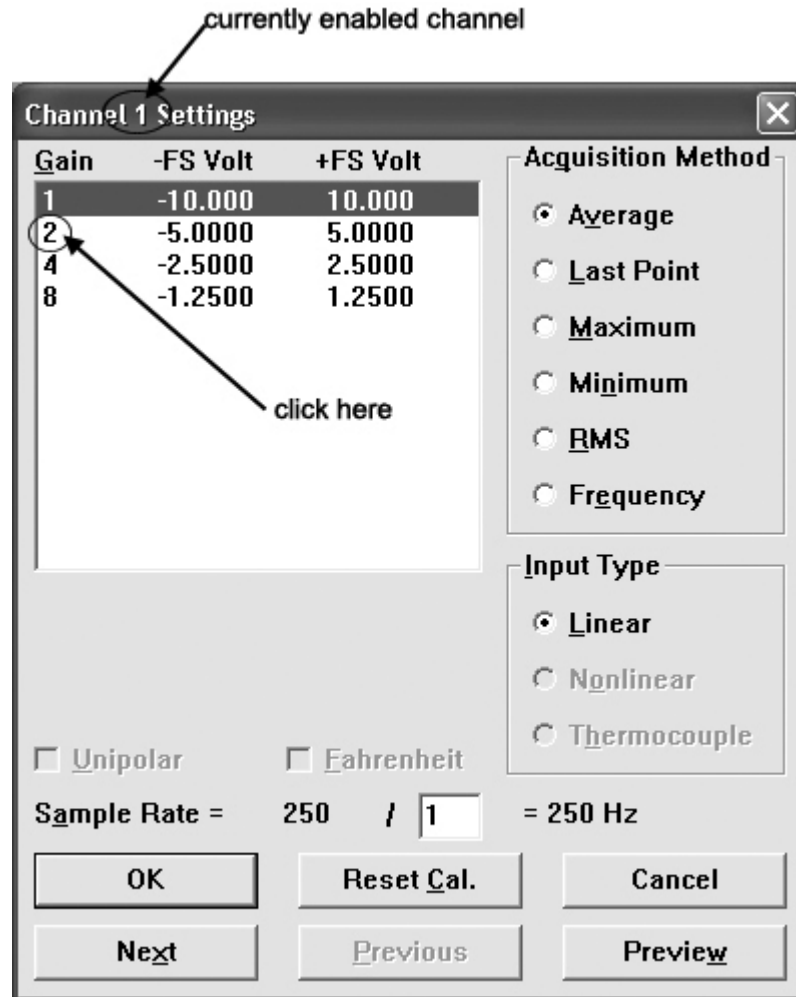 currently enabled channel
Channel 1 Settings
Gain -FS Volt +FS Volt
1 -10.000 10.000
2 -5.0000 5.0000
4 -2.5000 2.5000
8 -1.2500 1.2500
click here
Acquisition Method
Average
Last Point
Maximum
Minimum
RMS
Frequency
Input Type
Linear
Nonlinear
Thermocouple
Unipolar Fahrenheit
Sample Rate = 250 / 1 = 250 Hz
OK Reset Cal. Cancel
Next Previous Preview